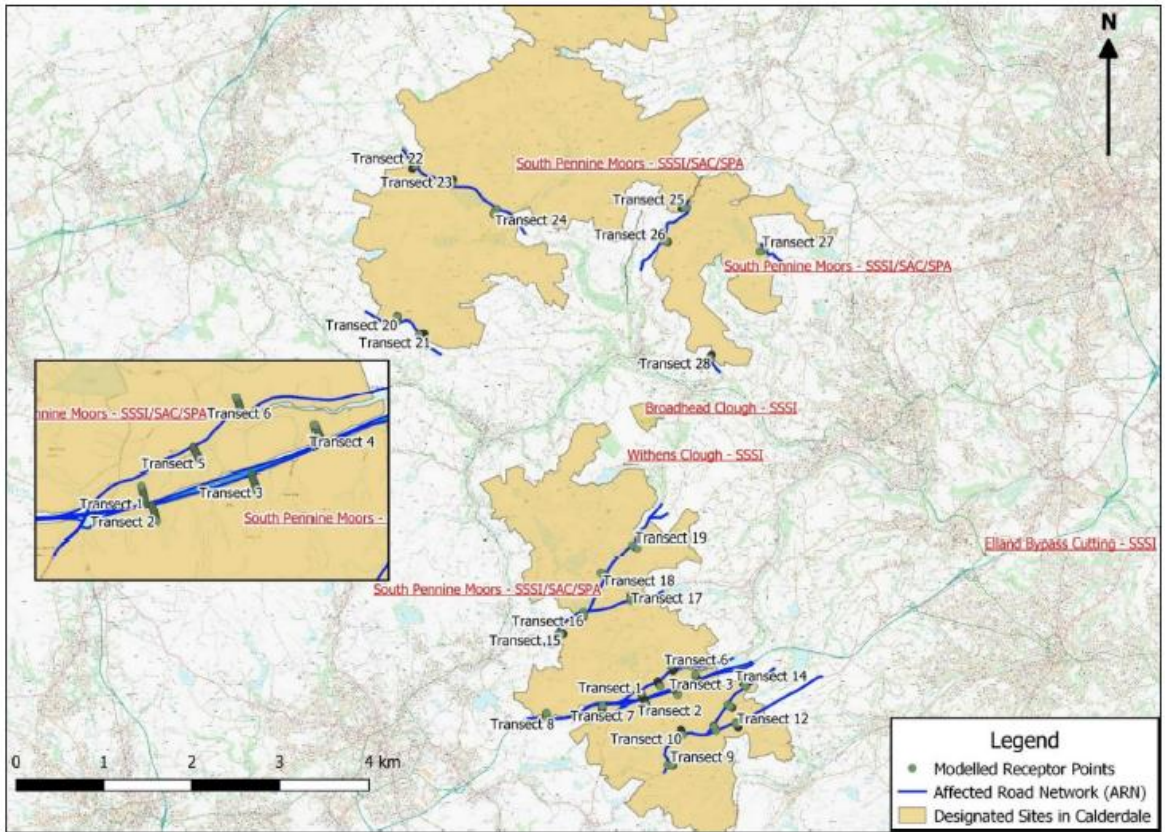 N
Transect 22
South Pennine Moors - SSSI/SAC/SPA
Transect 23
Transect 25
Transect 24
Transect 26
Transect 27
South Pennine Moors - SSSI/SAC/SPA
Transect 20
Transect 21
Transect 28
nnine Moors - SSSI/SAC/SPA
Transect 6
Transect 4
Transect 5
Transect 1
Transect 3
Transect 2
South Pennine Moors -
Broadhead Clough - SSSI
Withens Clough - SSSI
Transect 19
Elland Bypass Cutting - SSSI
Transect 18
South Pennine Moors - SSSI/SAC/SPA
Transect 17
Transect 16
Transect 15
Transect 6
Transect 14
Transect 1
Transect 3
Transect 2
Transect 7
Transect 8
Transect 12
Transect 10
Transect 9
0 1 2 3 4 km
Legend
Modelled Receptor Points
Affected Road Network (ARN)
Designated Sites in Calderdale